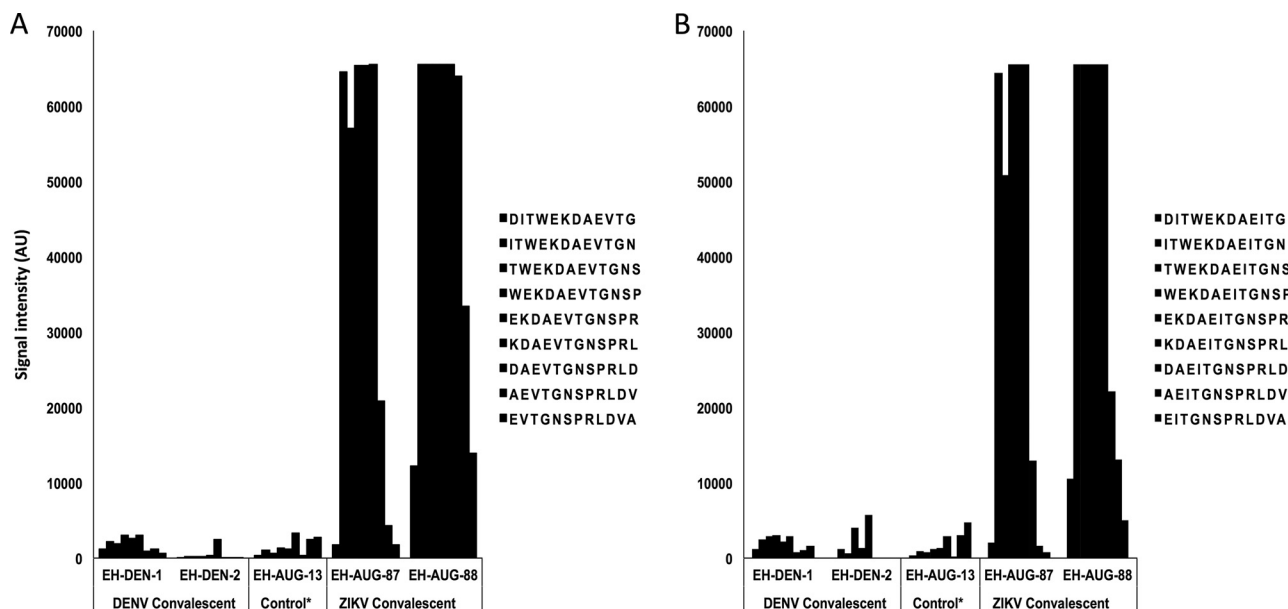 A
70000
60000
50000
40000
30000
20000
10000
0
Signal intensity (AU)
EH-DEN-1 EH-DEN-2 EH-AUG-13 EH-AUG-87 EH-AUG-88
DENV Convalescent Control* ZIKV Convalescent
DITWEKDAEVTG
ITWEKDAEVTGN
TWEKDAEVTGNS
WEKDAEVTGNSP
EKDAEVTGNSPR
KDAEVTGNSPRL
DAEVTGNSPRLD
AEVTGNSPRLDV
EVTGNSPRLDVA
B
70000
60000
50000
40000
30000
20000
10000
0
EH-DEN-1 EH-DEN-2 EH-AUG-13 EH-AUG-87 EH-AUG-88
DENV Convalescent Control* ZIKV Convalescent
DITWEKDAEITG
ITWEKDAEITGN
TWEKDAEITGNS
WEKDAEITGNSP
EKDAEITGNSPR
KDAEITGNSPRL
DAEITGNSPRLD
AEITGNSPRLDV
EITGNSPRLDVA